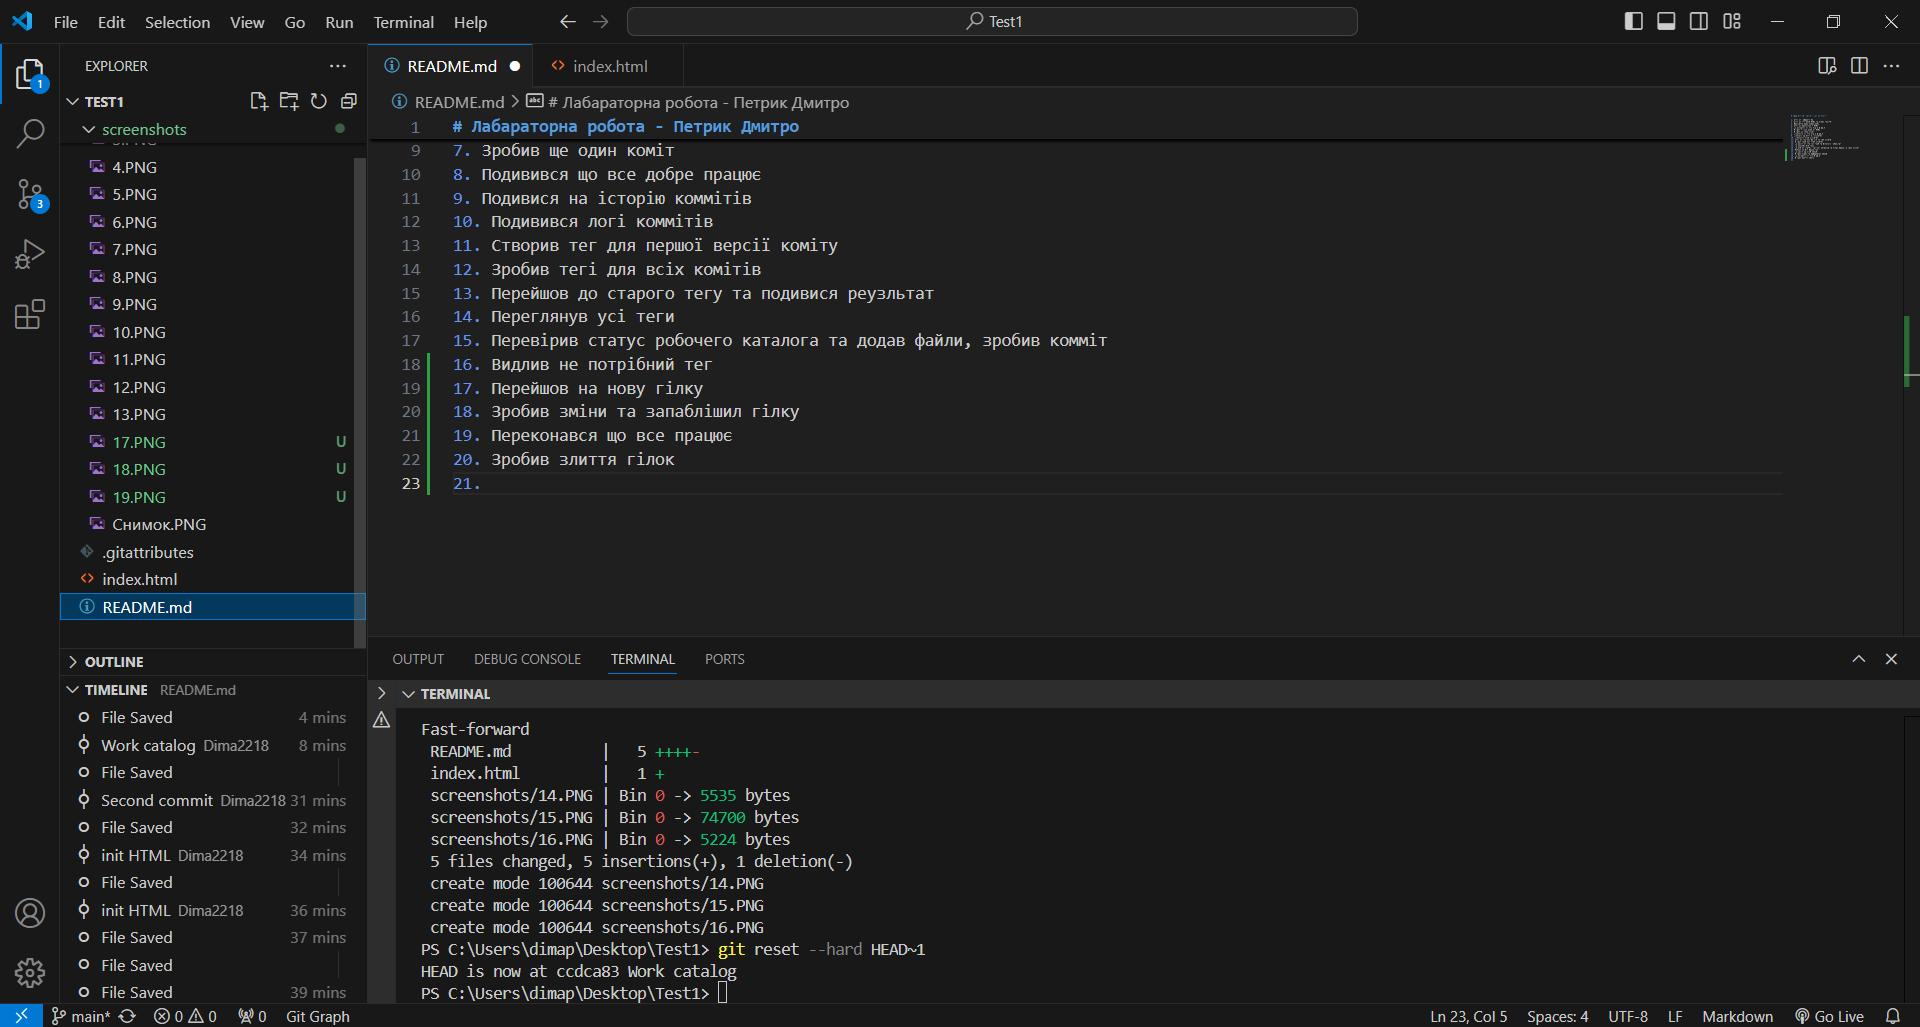 File Edit Selection View Go Run Terminal Help
Test1
EXPLORER
TEST1
screenshots
4.PNG
5.PNG
6.PNG
7.PNG
8.PNG
9.PNG
10.PNG
11.PNG
12.PNG
13.PNG
17.PNG U
18.PNG U
19.PNG U
Снимок.PNG
.gitattributes
index.html
README.md
OUTLINE
TIMELINE README.md
File Saved 4 mins
Work catalog Dima2218 8 mins
File Saved
Second commit Dima2218 31 mins
File Saved 32 mins
init HTML Dima2218 34 mins
File Saved
init HTML Dima2218 36 mins
File Saved 37 mins
File Saved
File Saved 39 mins
1
3
README.md index.html
README.md > # Лабараторна робота - Петрик Дмитро
1 # Лабараторна робота - Петрик Дмитро
9 7. Зробив ще один коміт
10 8. Подивився що все добре працює
11 9. Подивися на історію коммітів
12 10. Подивився логі коммітів
13 11. Створив тег для першої версії коміту
14 12. Зробив тегі для всіх комітів
15 13. Перейшов до старого тегу та подивися реузльтат
16 14. Переглянув усі теги
17 15. Перевірив статус робочего каталога та додав файли, зробив комміт
18 16. Видлив не потрібний тег
19 17. Перейшов на нову гілку
20 18. Зробив зміни та запаблішил гілку
21 19. Переконався що все працює
22 20. Зробив злиття гілок
23 21.
OUTPUT DEBUG CONSOLE TERMINAL PORTS
TERMINAL
Fast-forward
README.md | 5 ++++-
index.html | 1 +
screenshots/14.PNG | Bin 0 -> 5535 bytes
screenshots/15.PNG | Bin 0 -> 74700 bytes
screenshots/16.PNG | Bin 0 -> 5224 bytes
5 files changed, 5 insertions(+), 1 deletion(-)
create mode 100644 screenshots/14.PNG
create mode 100644 screenshots/15.PNG
create mode 100644 screenshots/16.PNG
PS C:\Users\dimap\Desktop\Test1> git reset --hard HEAD~1
HEAD is now at ccdca83 Work catalog
PS C:\Users\dimap\Desktop\Test1>
main* 0 0 0 Git Graph Ln 23, Col 5 Spaces: 4 UTF-8 LF Markdown Go Live